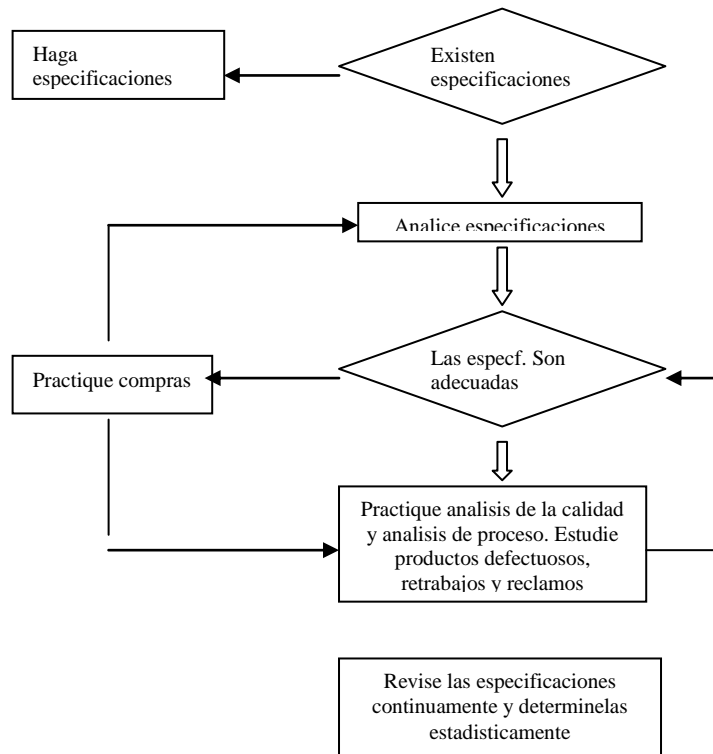 Haga
especificaciones
Existen
especificaciones
Analice especificaciones
Las especf. Son
adecuadas
Practique compras
Practique analisis de la calidad
y analisis de proceso. Estudie
productos defectuosos,
retrabajos y reclamos
Revise las especificaciones
continuamente y determinelas
estadisticamente